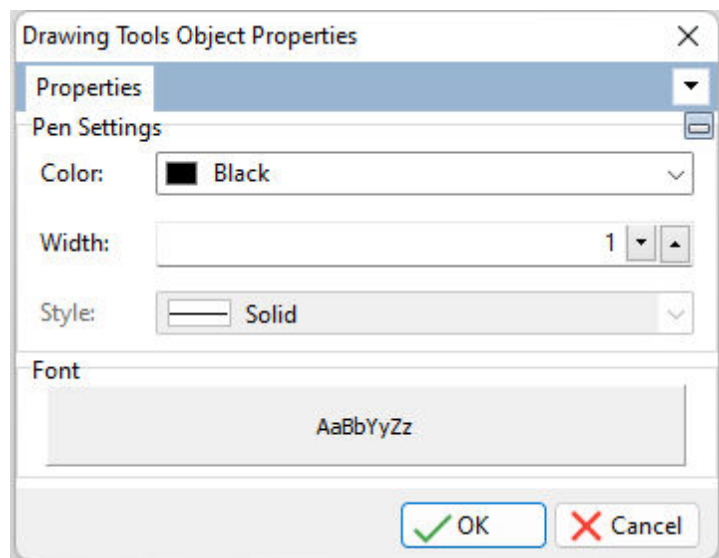 Drawing Tools Object Properties
Properties
Pen Settings
Color: Black
Width: 1
Style: Solid
Font
AaBbYyZz
OK Cancel